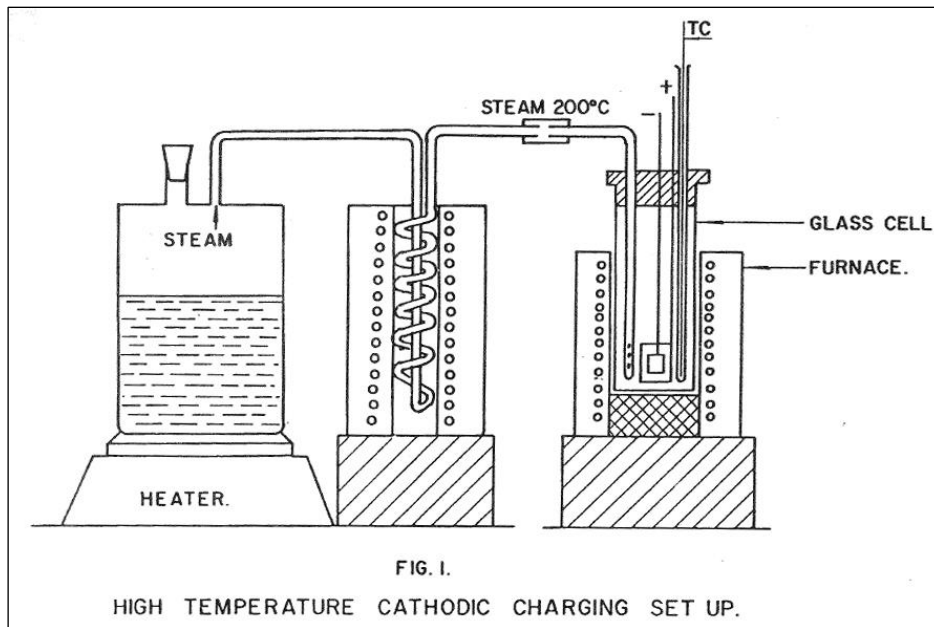 TC
+
−
STEAM 200°C
GLASS CELL
FURNACE.
STEAM
HEATER.
FIG. I.
HIGH TEMPERATURE CATHODIC CHARGING SET UP.